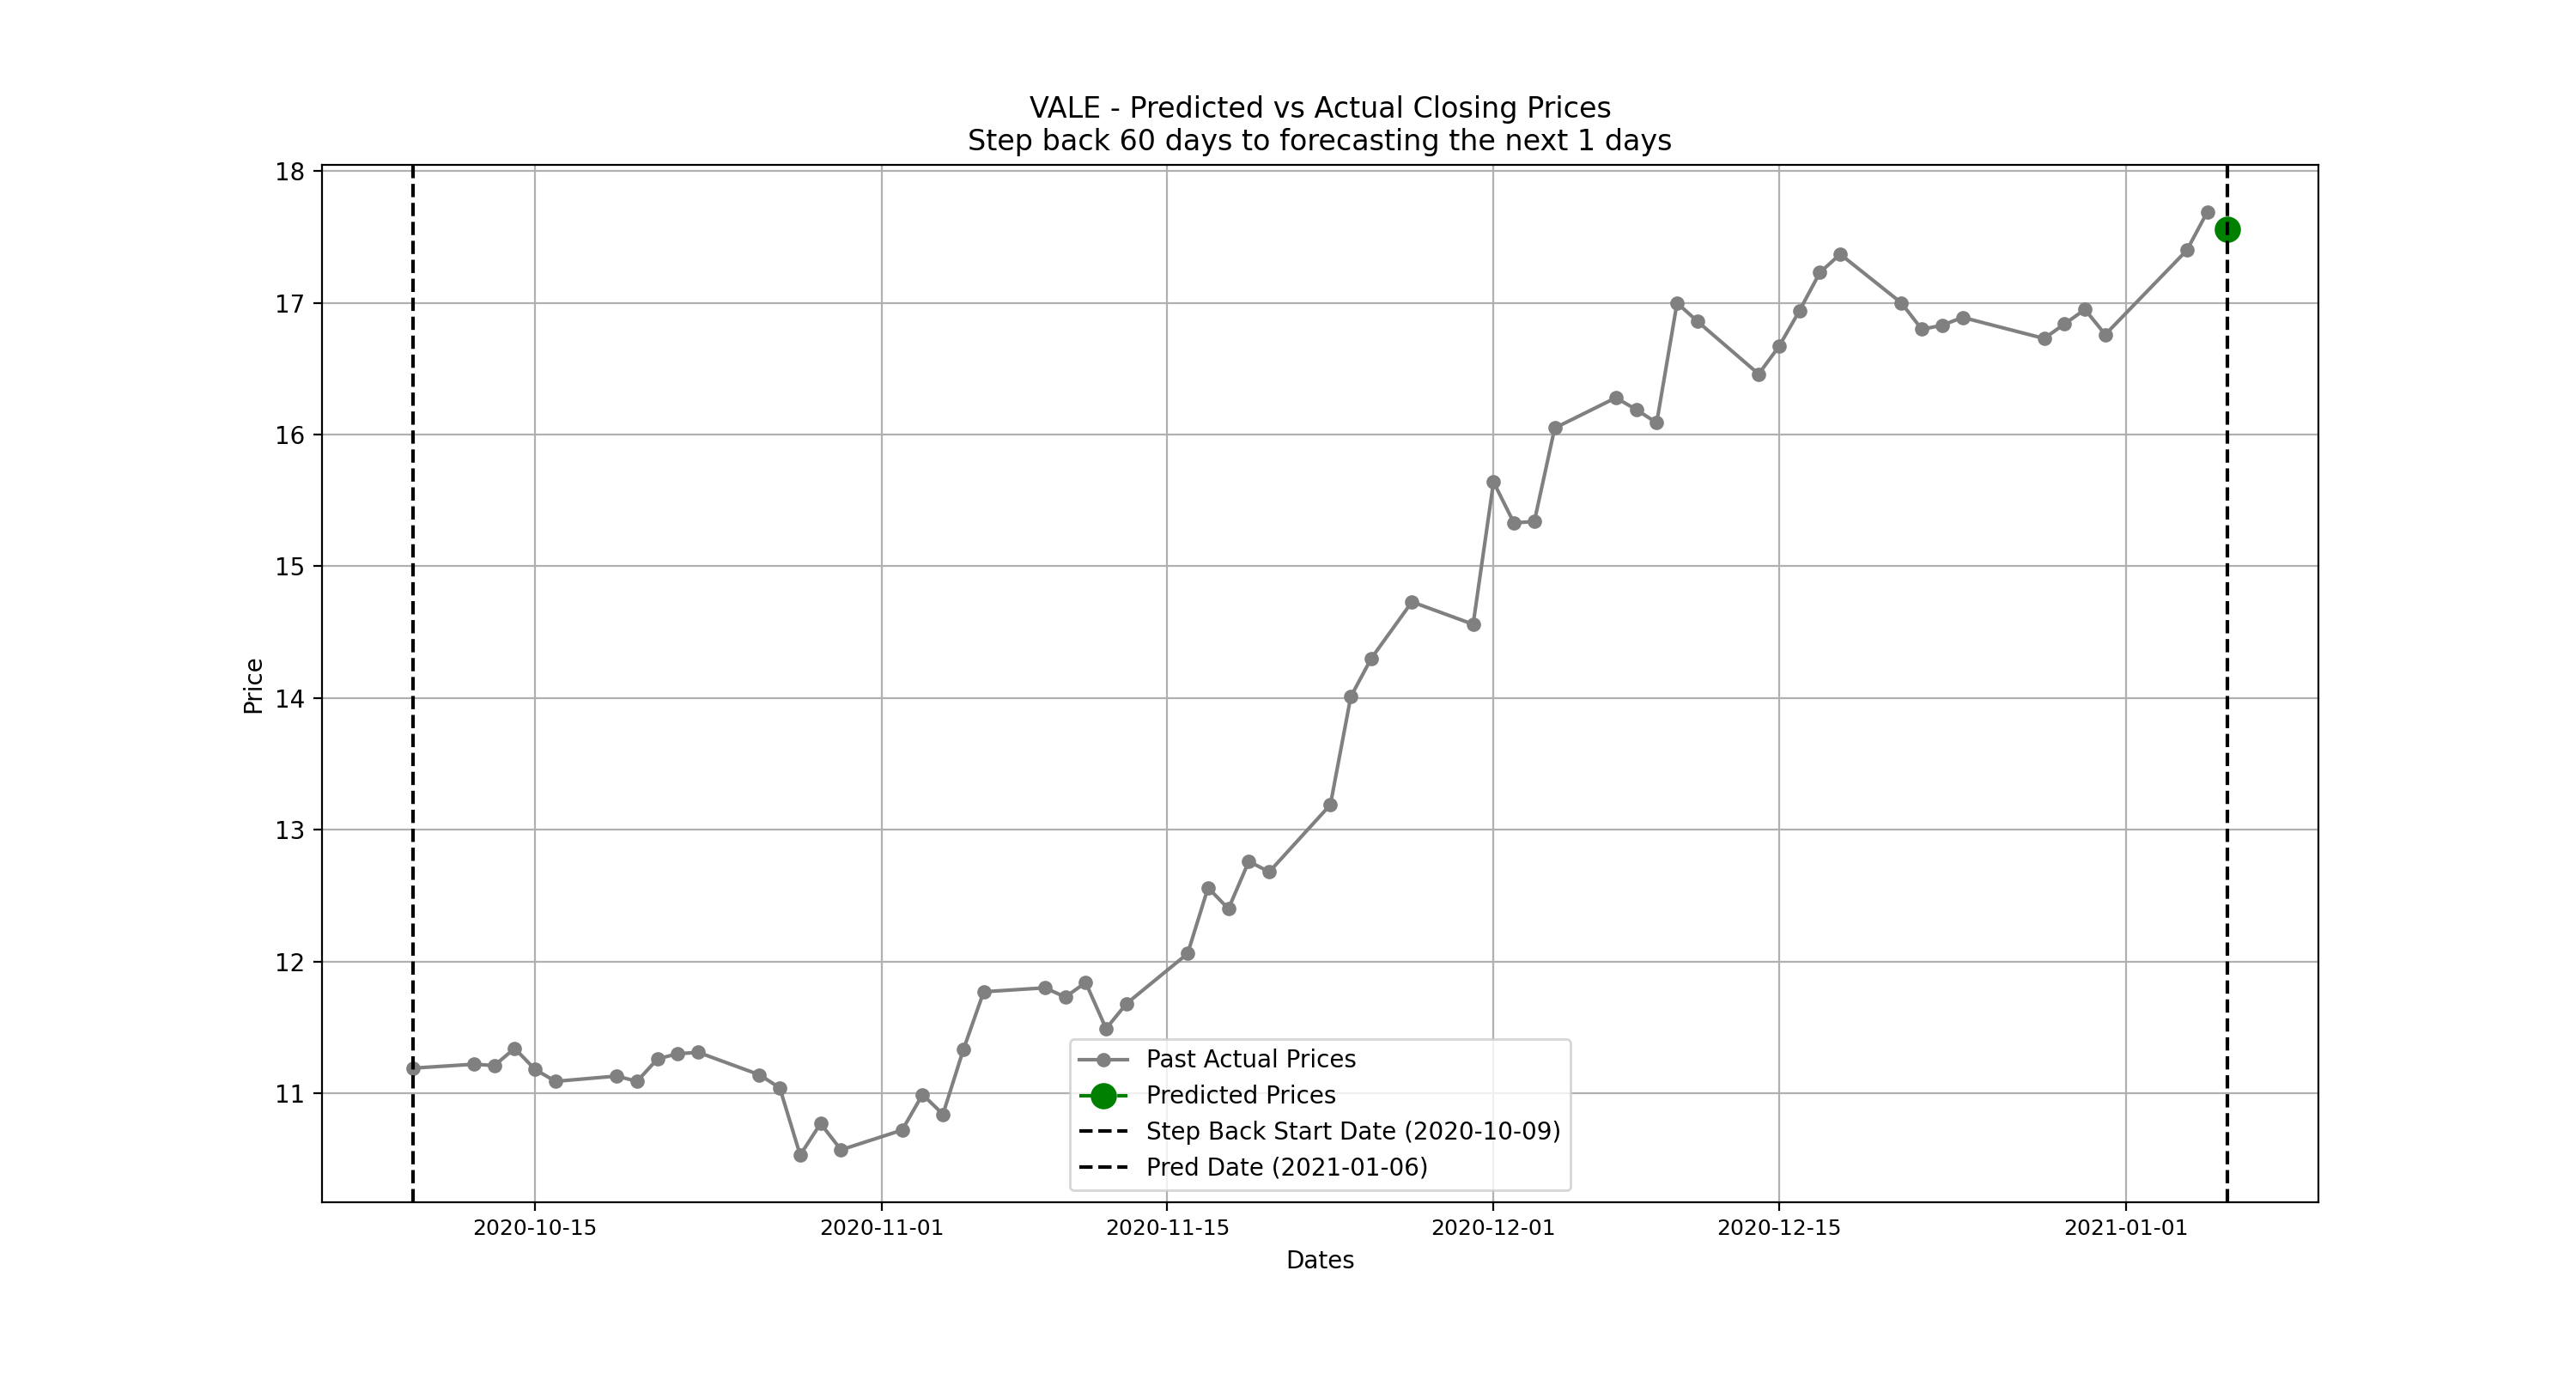 VALE - Predicted vs Actual Closing Prices
Step back 60 days to forecasting the next 1 days
18
17
16
15
14
13
12
11
Price
Past Actual Prices
Predicted Prices
Step Back Start Date (2020-10-09)
Pred Date (2021-01-06)
2020-10-15
2020-11-01
2020-11-15
2020-12-01
2020-12-15
2021-01-01
Dates